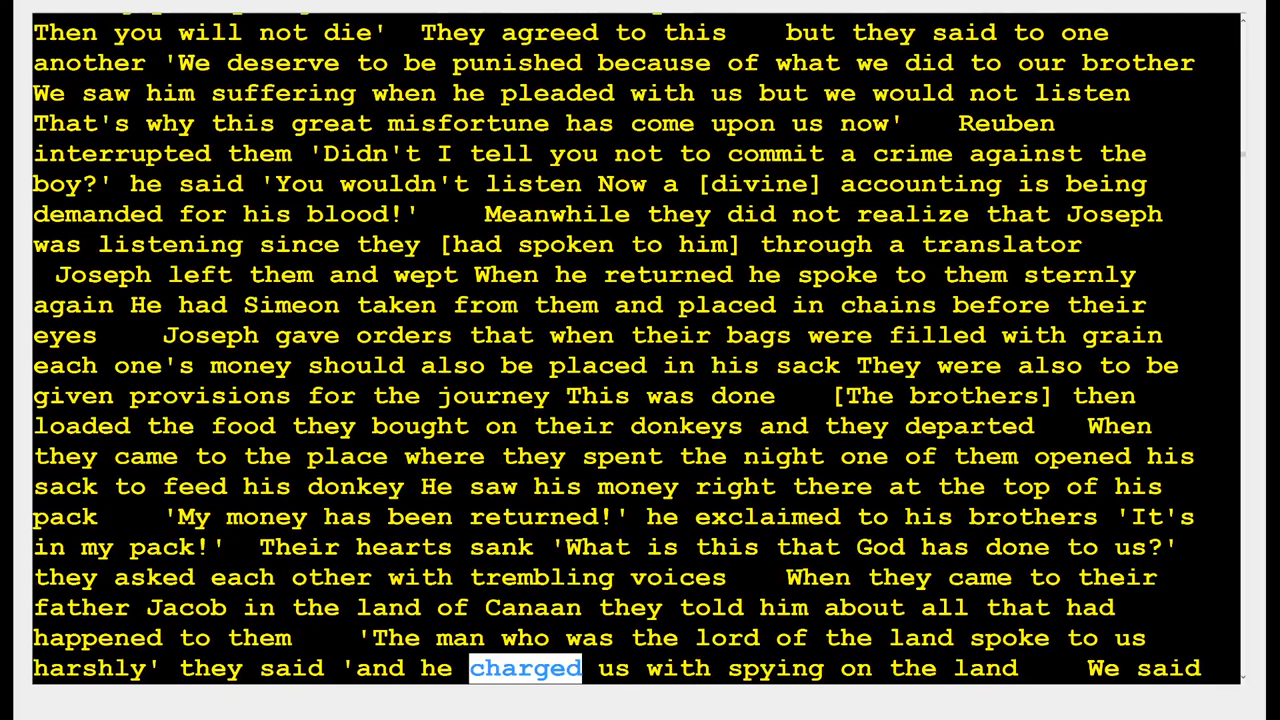 Then you will not die'  They agreed to this    but they said to one
another 'We deserve to be punished because of what we did to our brother
We saw him suffering when he pleaded with us but we would not listen
That's why this great misfortune has come upon us now'    Reuben
interrupted them 'Didn't I tell you not to commit a crime against the
boy?' he said 'You wouldn't listen Now a [divine] accounting is being
demanded for his blood!'    Meanwhile they did not realize that Joseph
was listening since they [had spoken to him] through a translator
Joseph left them and wept When he returned he spoke to them sternly
again He had Simeon taken from them and placed in chains before their
eyes    Joseph gave orders that when their bags were filled with grain
each one's money should also be placed in his sack They were also to be
given provisions for the journey This was done    [The brothers] then
loaded the food they bought on their donkeys and they departed    When
they came to the place where they spent the night one of them opened his
sack to feed his donkey He saw his money right there at the top of his
pack    'My money has been returned!' he exclaimed to his brothers 'It's
in my pack!'  Their hearts sank 'What is this that God has done to us?'
they asked each other with trembling voices    When they came to their
father Jacob in the land of Canaan they told him about all that had
happened to them    'The man who was the lord of the land spoke to us
harshly' they said 'and he charged us with spying on the land    We said